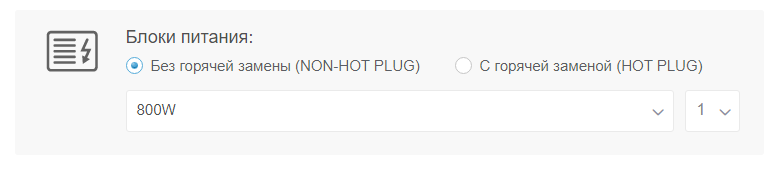 Блоки питания:
Без горячей замены (NON-HOT PLUG) С горячей заменой (HOT PLUG)
800W 1